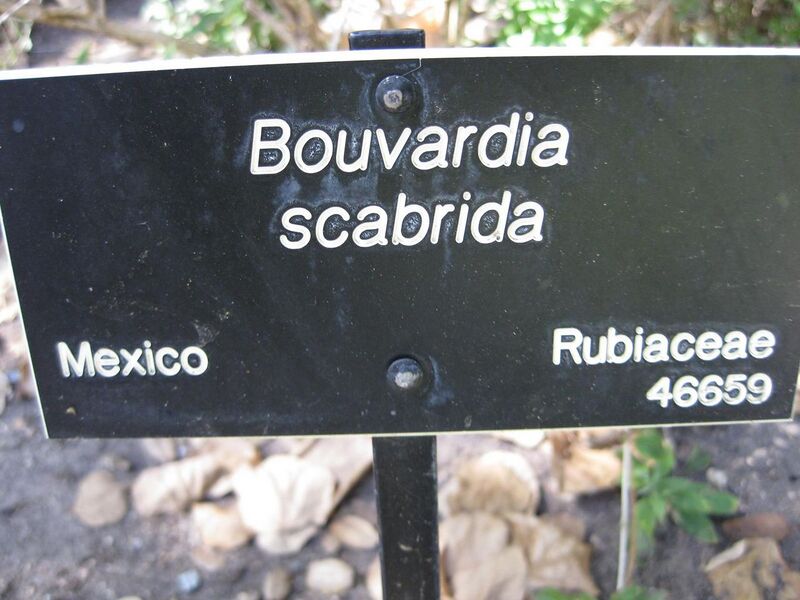 Bouvardia
scabrida
Mexico
Rubiaceae
46659